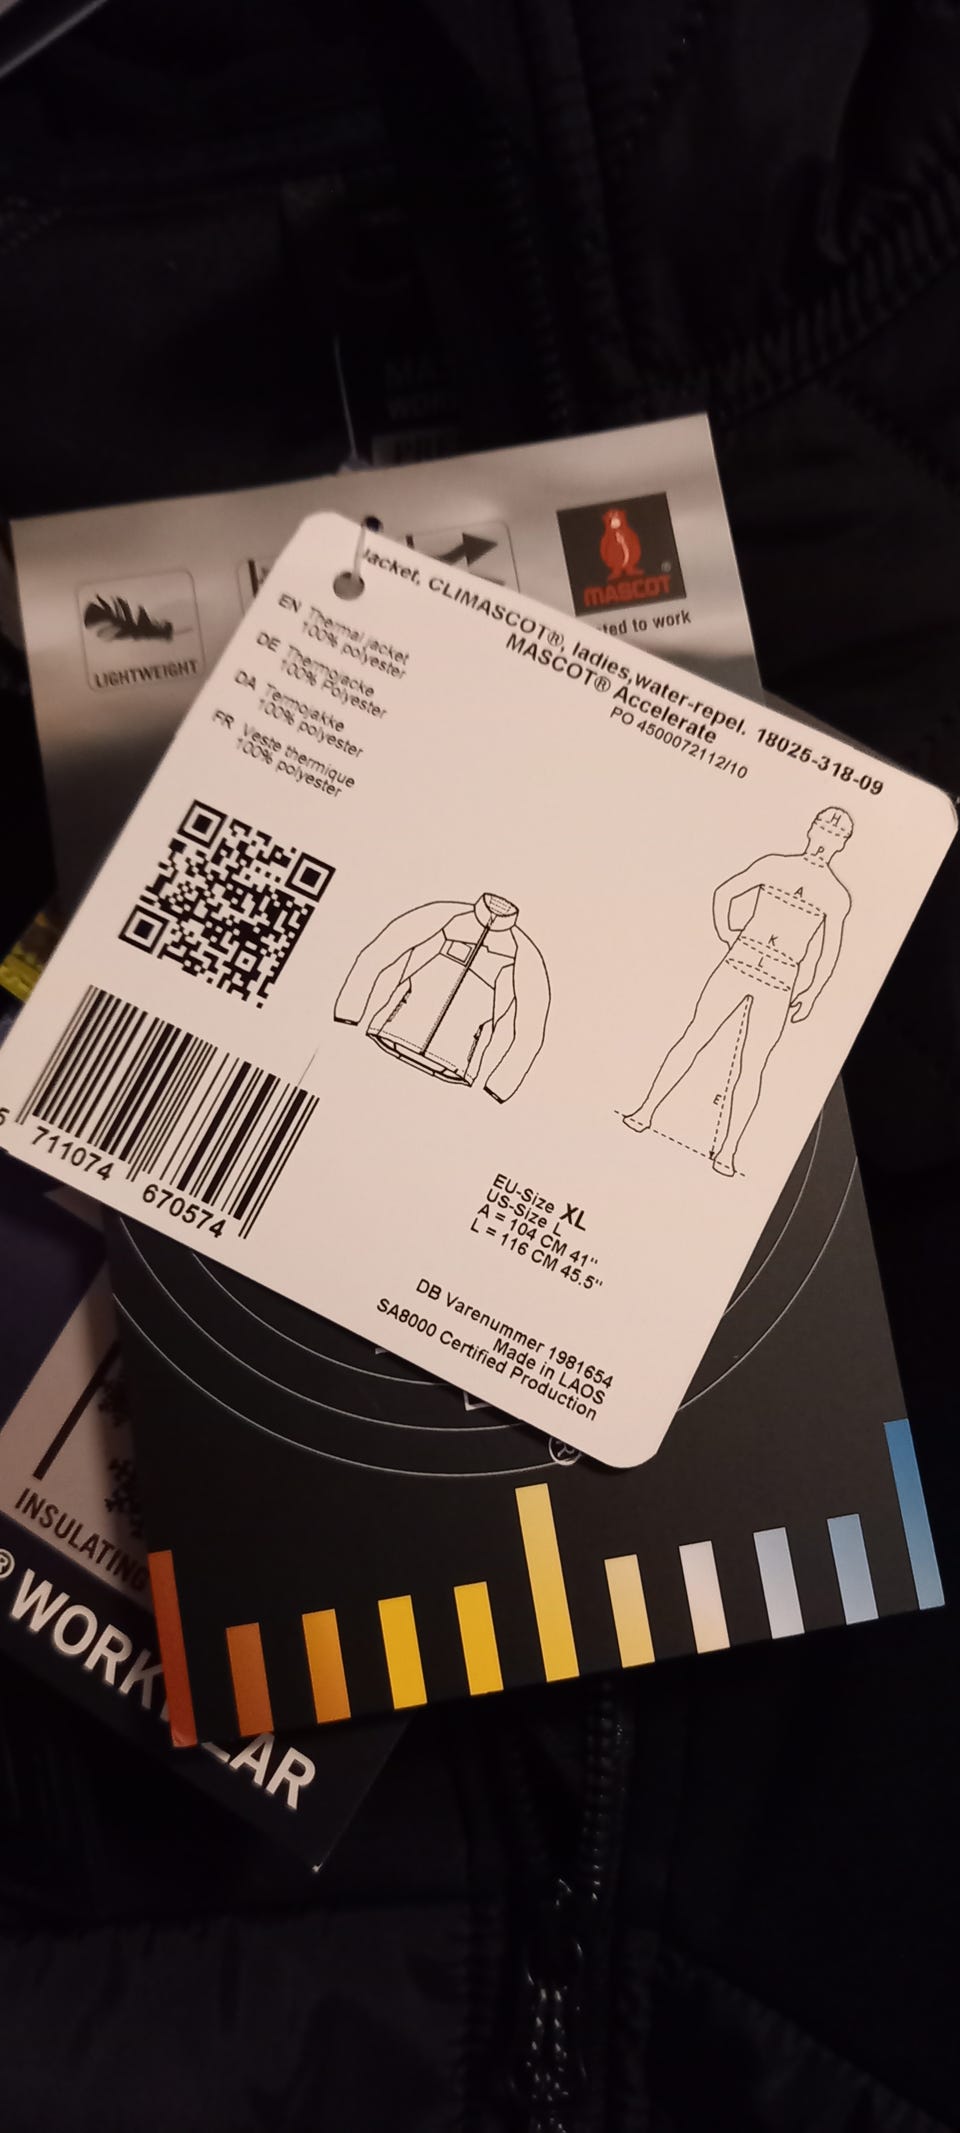 LIGHTWEIGHT
MASCOT®
ted to work
Jacket, CLIMASCOT®, ladies,water-repel. 18025-318-09
MASCOT® Accelerate
PO 4500072112/10
EN Thermal jacket
100% polyester
DE Thermojacke
100% Polyester
DA Termojakke
100% polyester
FR Veste thermique
100% polyester
H
P
A
K
L
E
5 711074 670574
EU-Size XL
US-Size L
A = 104 CM 41"
L = 116 CM 45.5"
DB Varenummer 1981654
Made in LAOS
SA8000 Certified Production
®
INSULATING
® WORKWEAR